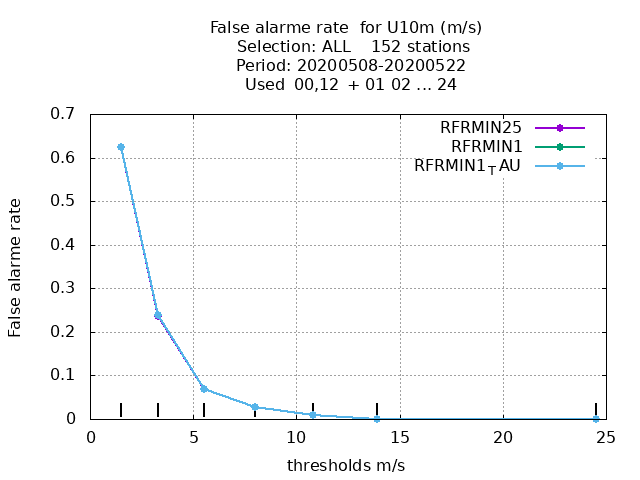 False alarme rate  for U10m (m/s)
Selection: ALL    152 stations
Period: 20200508-20200522
Used  00,12  + 01 02 ... 24
RFRMIN25
RFRMIN1
RFRMIN1TAU
False alarme rate
0.7
0.6
0.5
0.4
0.3
0.2
0.1
0
0 5 10 15 20 25
thresholds m/s